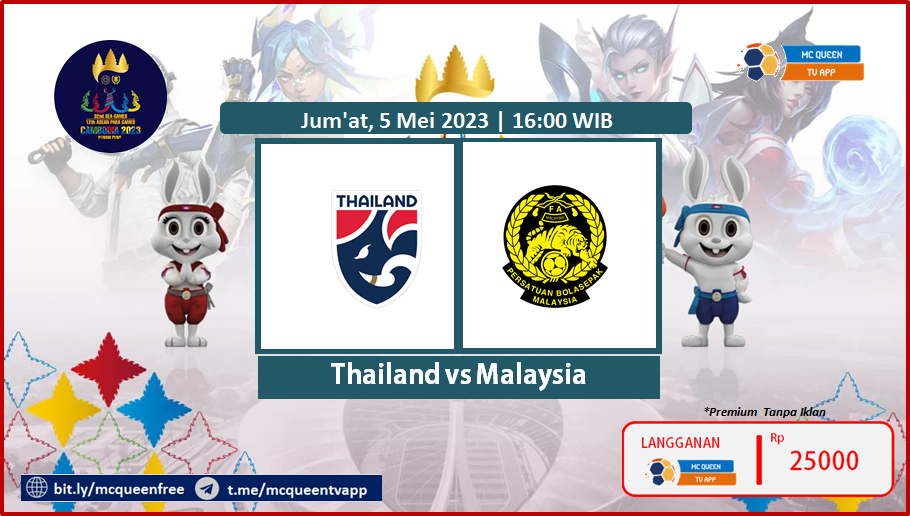 32nd SEA GAMES
12th ASEAN PARA GAMES
CAMBODIA 2023
PHNOM PENH
MC QUEEN
TV APP
Jum'at, 5 Mei 2023 | 16:00 WIB
THAILAND
FA
MALAYSIA
PERSATUAN BOLASEPAK
MALAYSIA
Thailand vs Malaysia
*Premium Tanpa Iklan
LANGGANAN
MC QUEEN
TV APP
Rp
25000
bit.ly/mcqueenfree
t.me/mcqueentvapp